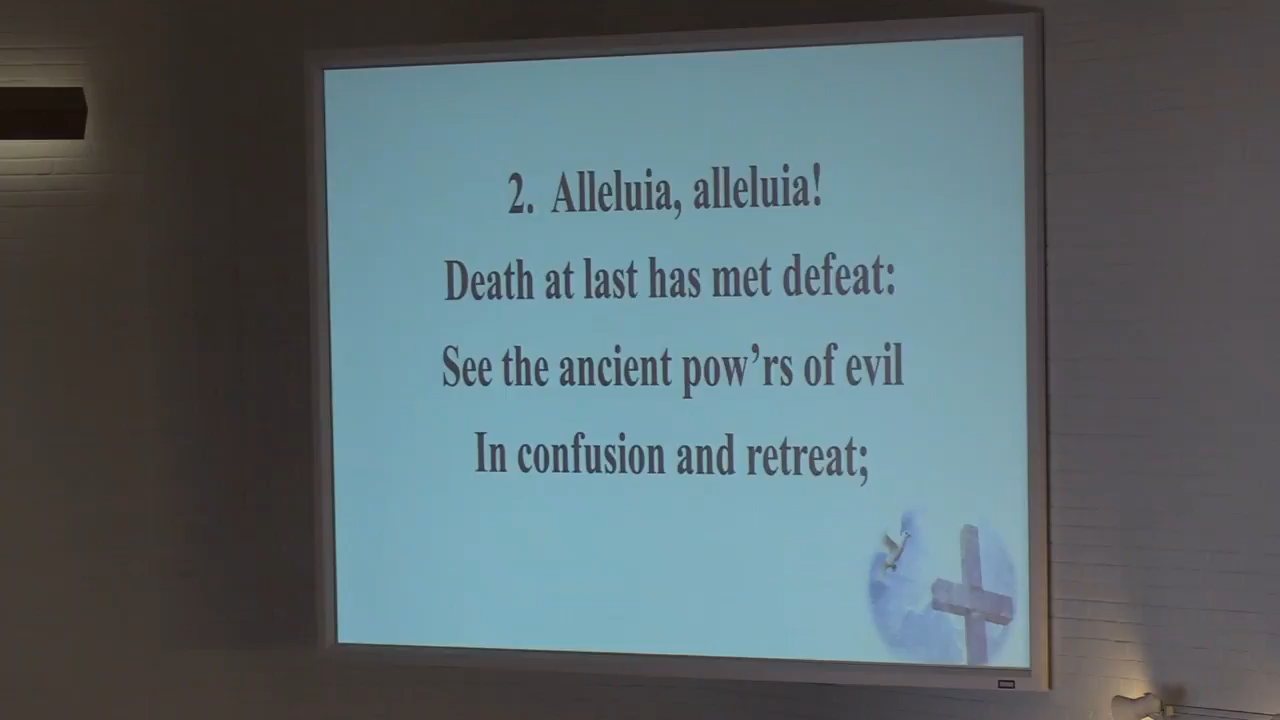 2. Alleluia, alleluia!
Death at last has met defeat:
See the ancient pow’rs of evil
In confusion and retreat;